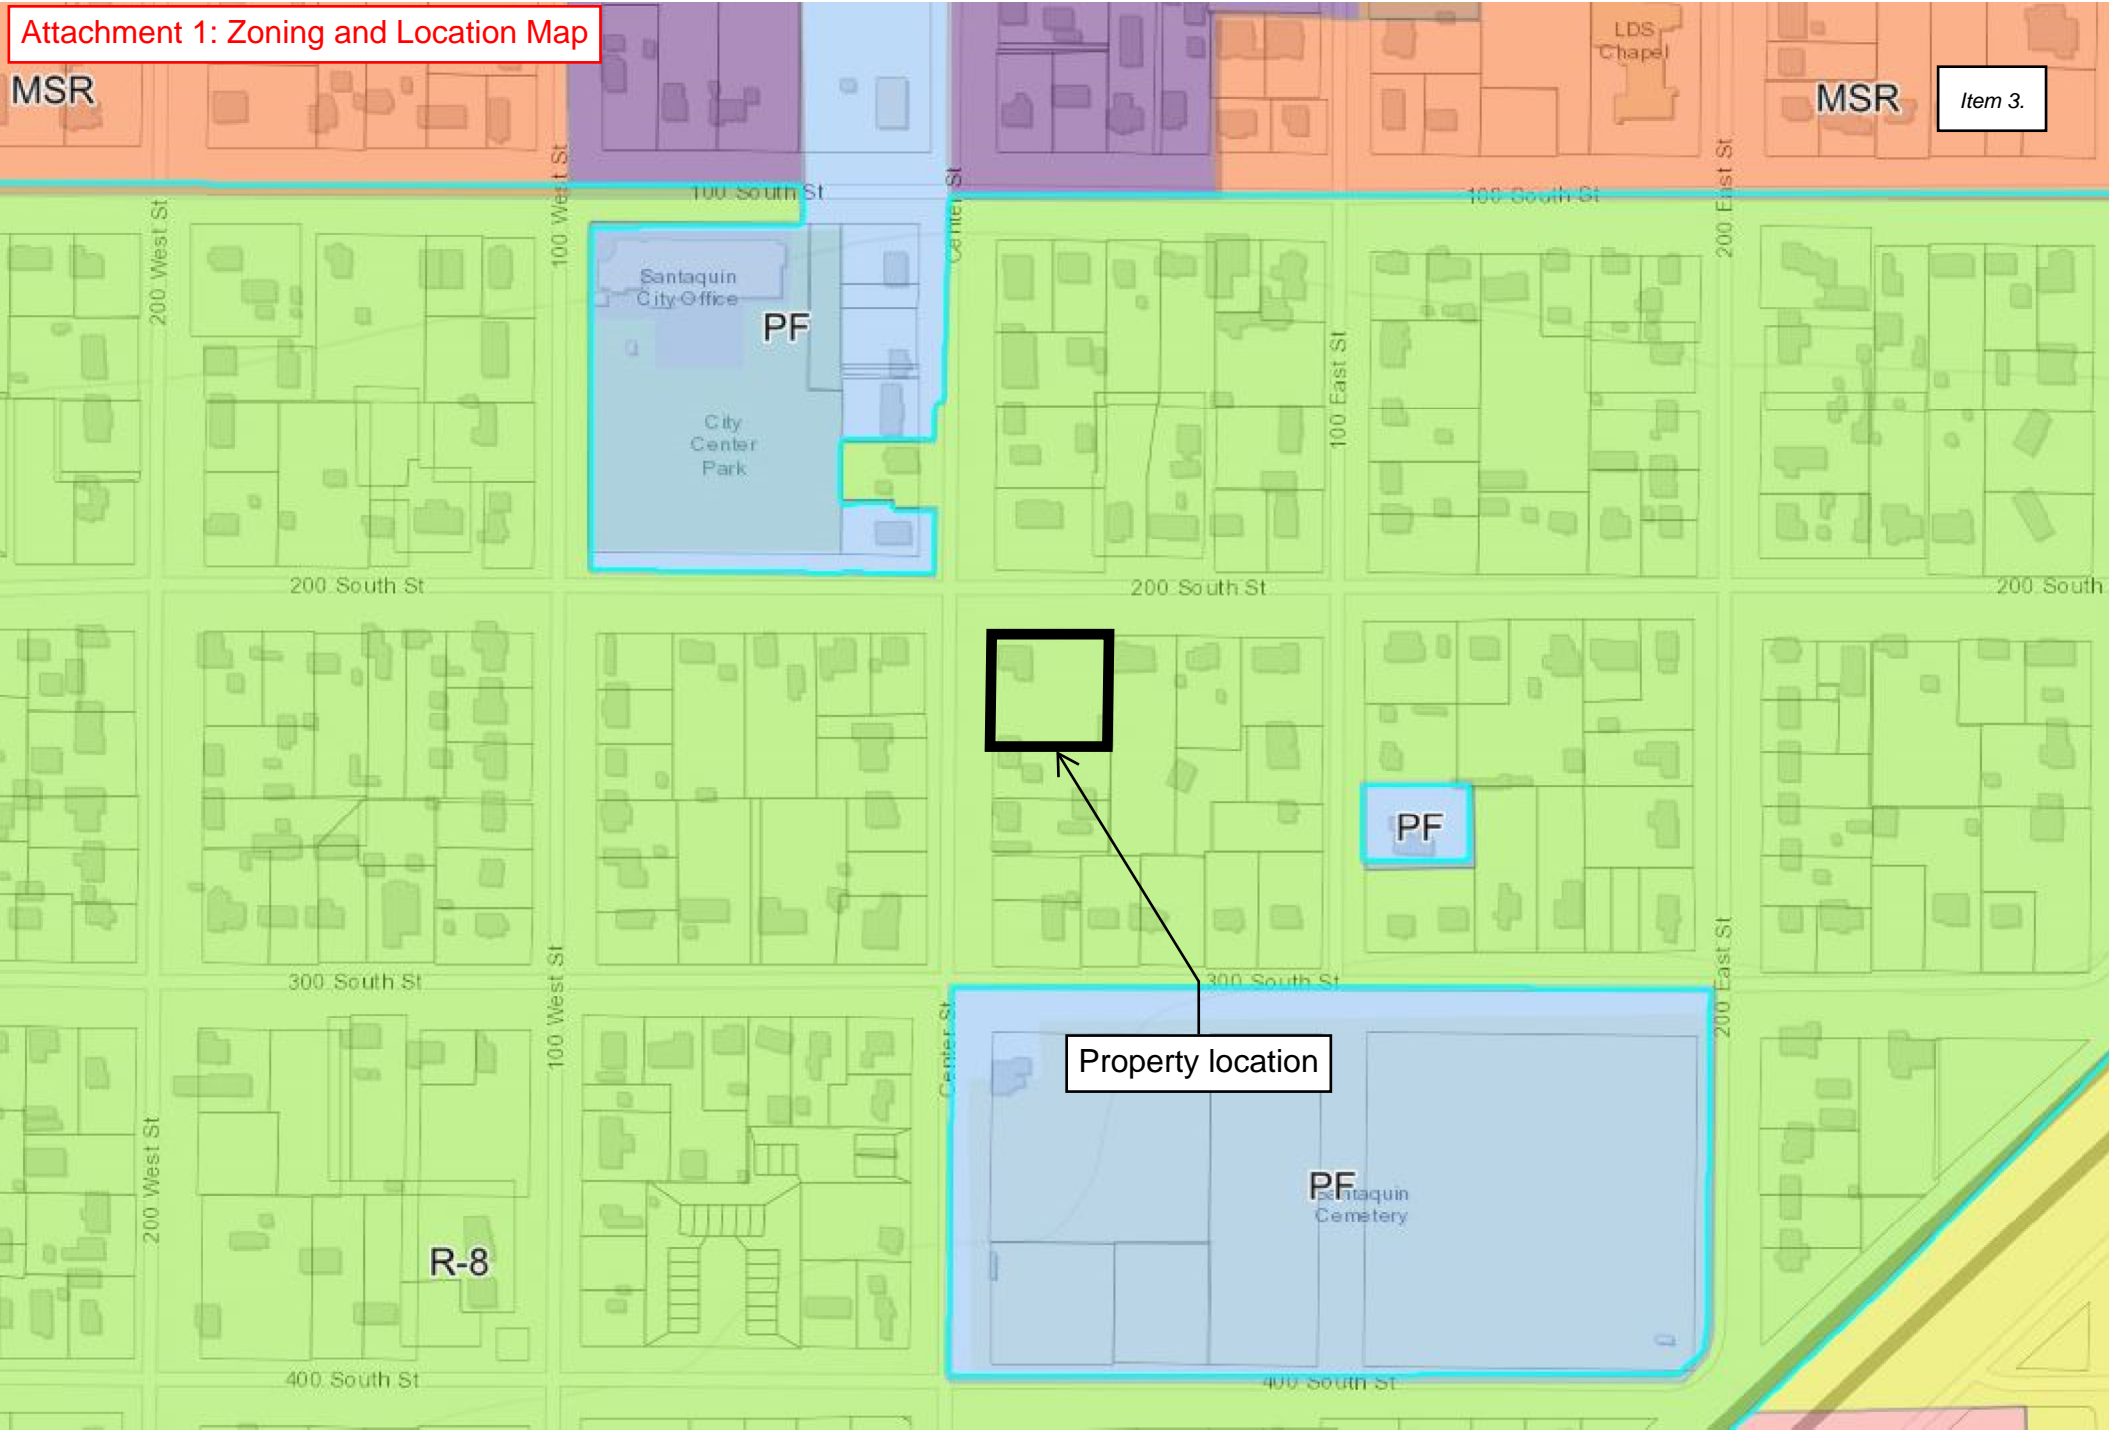 Attachment 1: Zoning and Location Map
LDS
Chapel
MSR
MSR
Item 3.
100 West St
Center St
200 East St
100 South St
100 South St
200 West St
Santaquin
City Office
PF
100 East St
City
Center
Park
200 South St
200 South St
200 South
PF
300 South St
300 South St
100 West St
Center St
200 East St
Property location
200 West St
PF
Santaquin
Cemetery
R-8
400 South St
400 South St